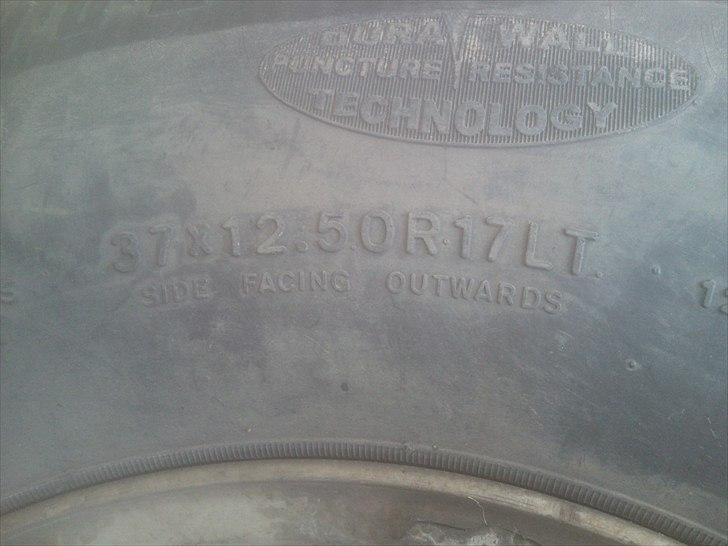 DURA WALL
PUNCTURE RESISTANCE
TECHNOLOGY
37X12.50R17LT
SIDE FACING OUTWARDS